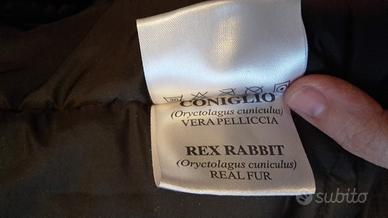 CONIGLIO
(Oryctolagus cuniculus)
VERA PELLICCIA
REX RABBIT
(Oryctolagus cuniculus)
REAL FUR
subito